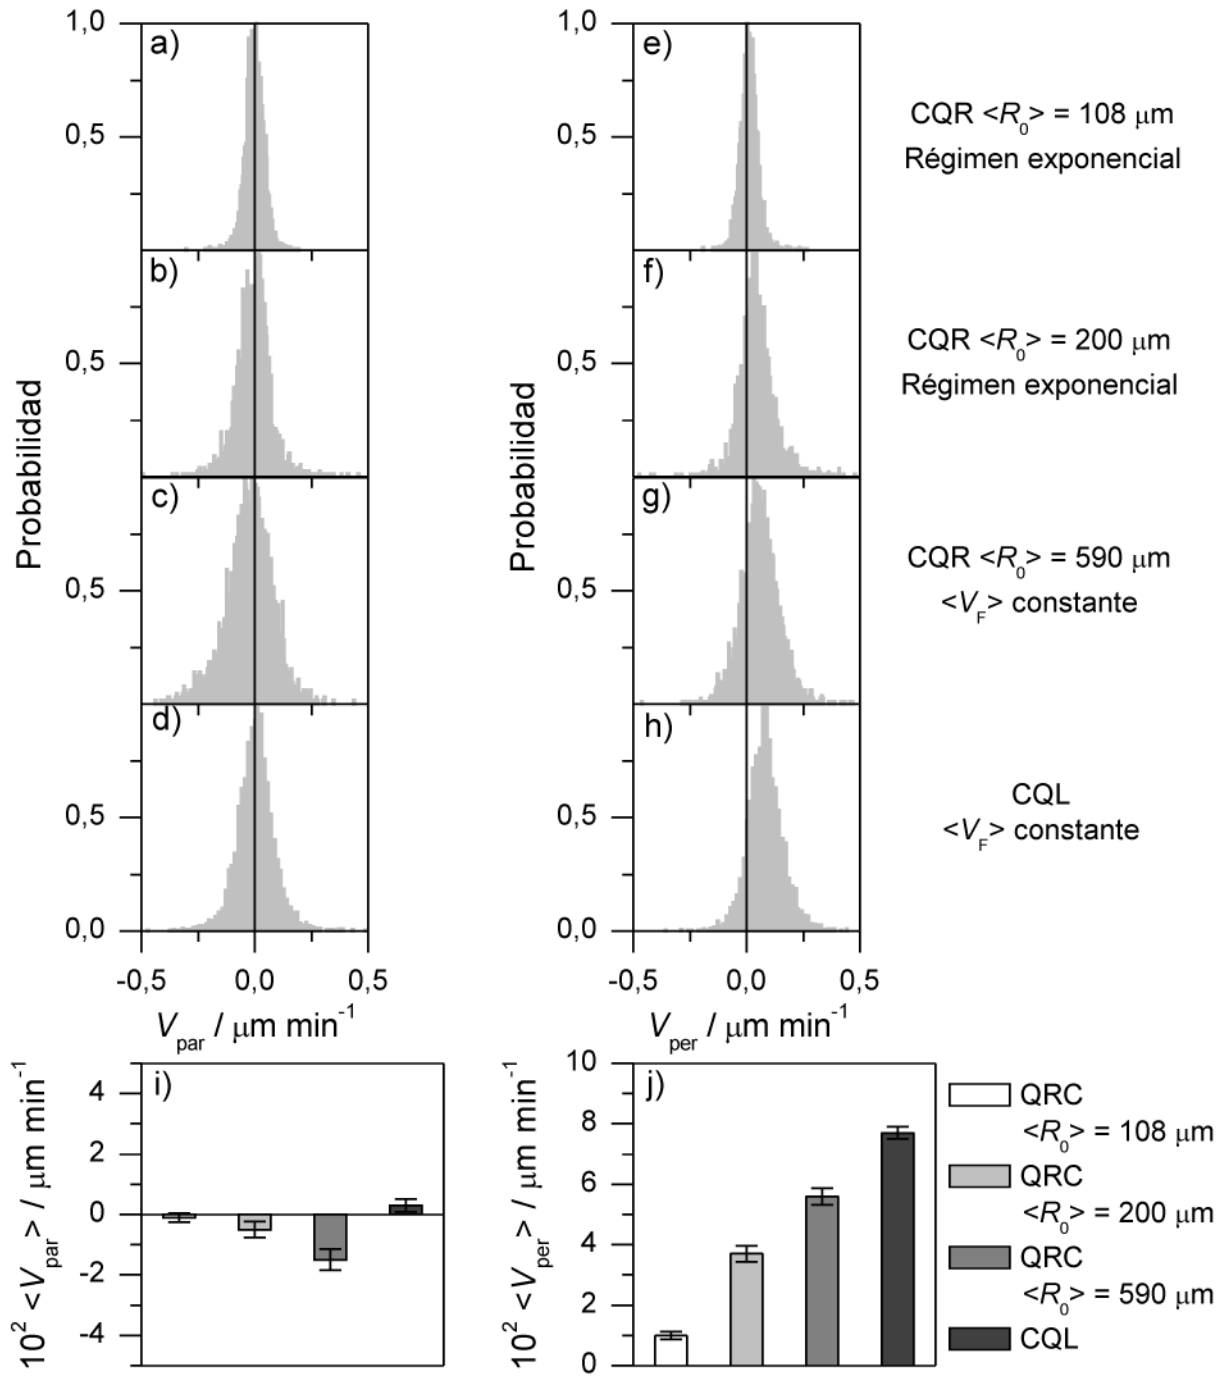 1,0
a)
0,5
b)
0,5
c)
0,5
d)
0,5
0,0
-0,5 0,0 0,5
Probabilidad
V_par / μm min⁻¹
1,0
e)
0,5
f)
0,5
g)
0,5
h)
0,5
0,0
-0,5 0,0 0,5
Probabilidad
V_per / μm min⁻¹
CQR <R₀> = 108 μm
Régimen exponencial
CQR <R₀> = 200 μm
Régimen exponencial
CQR <R₀> = 590 μm
<V_F> constante
CQL
<V_F> constante
i)
4
2
0
-2
-4
10² <V_par> / μm min⁻¹
j)
10
8
6
4
2
0
10² <V_per> / μm min⁻¹
QRC
<R₀> = 108 μm
QRC
<R₀> = 200 μm
QRC
<R₀> = 590 μm
CQL